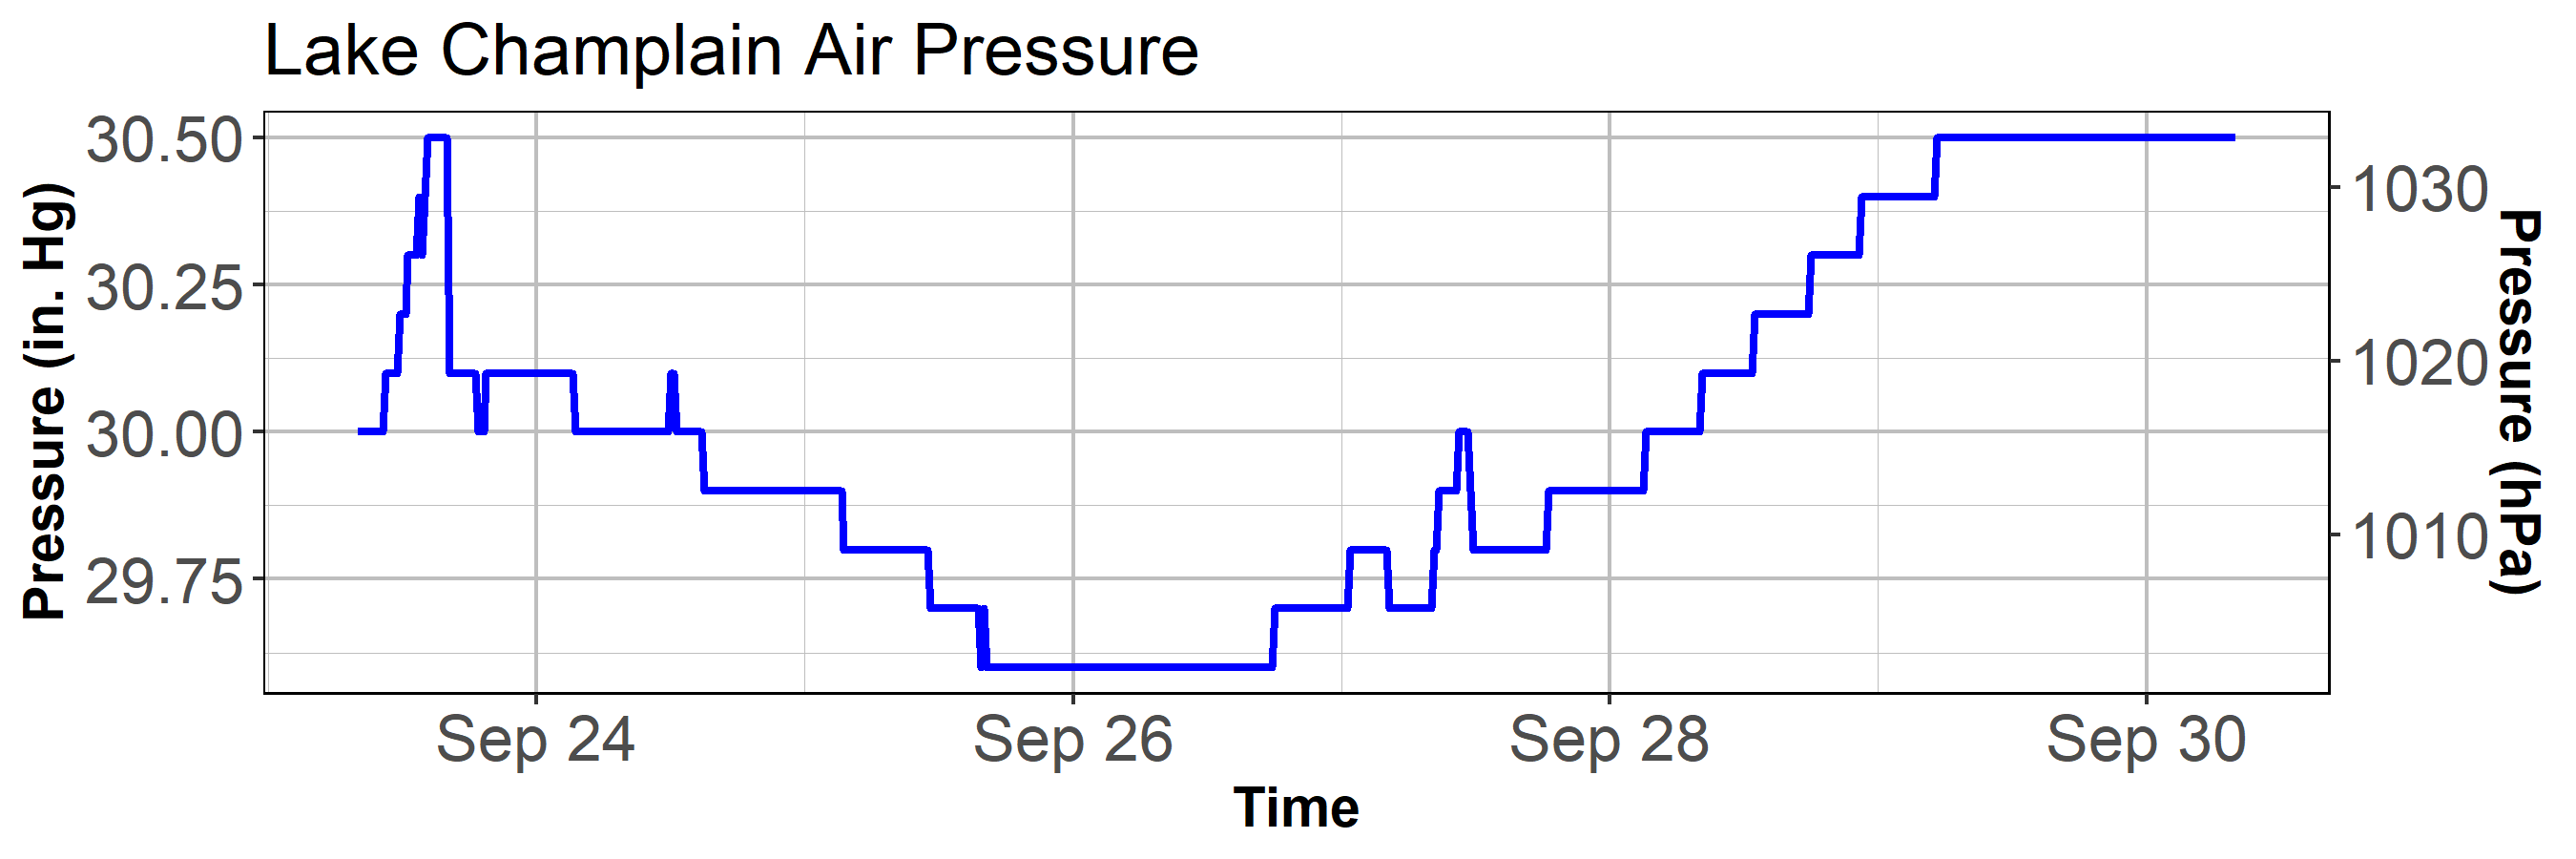 Lake Champlain Air Pressure
Pressure (in. Hg)
30.50
30.25
30.00
29.75
1030
1020
1010
Pressure (hPa)
Sep 24
Sep 26
Sep 28
Sep 30
Time